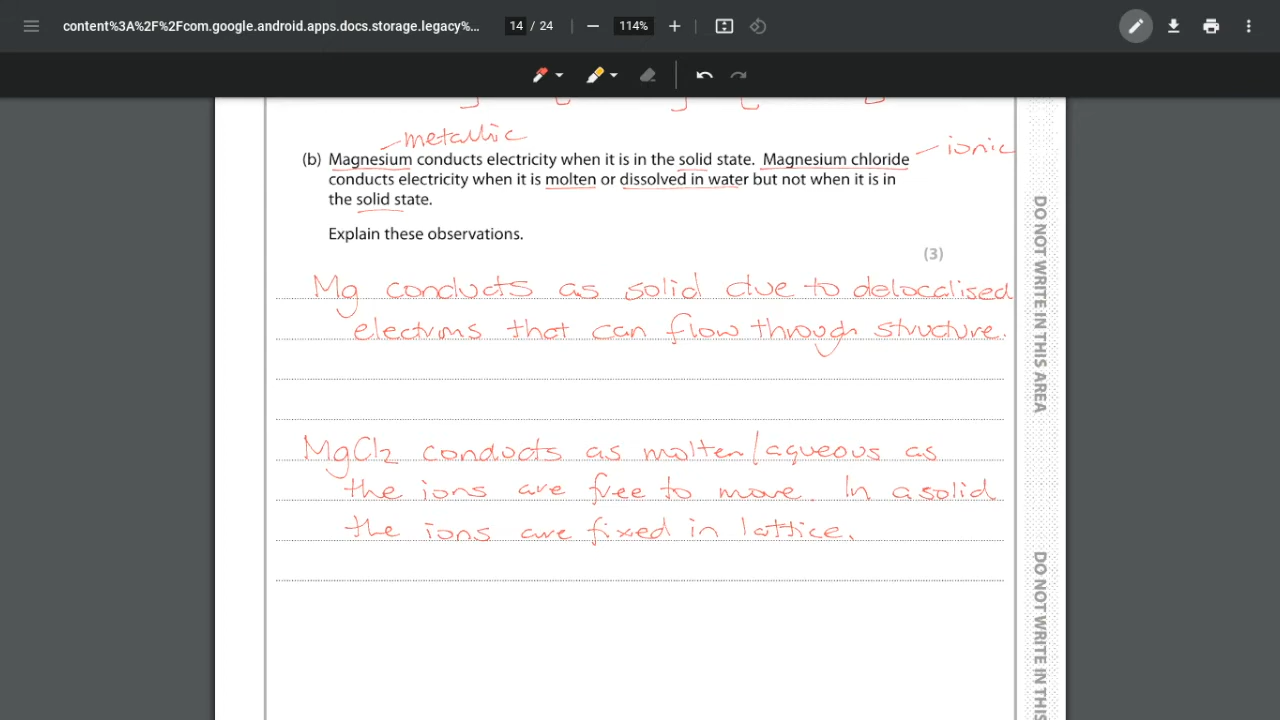 content%3A%2F%2Fcom.google.android.apps.docs.storage.legacy%...
14 / 24
114%
metallic
(b) Magnesium conducts electricity when it is in the solid state. Magnesium chloride
ionic
conducts electricity when it is molten or dissolved in water but not when it is in
the solid state.
Explain these observations.
(3)
Mg conducts as solid due to delocalised
electrons that can flow through structure.
MgCl2 conducts as molten/aqueous as
the ions are free to move. In a solid
the ions are fixed in lattice.
DO NOT WRITE IN THIS AREA
DO NOT WRITE IN THIS